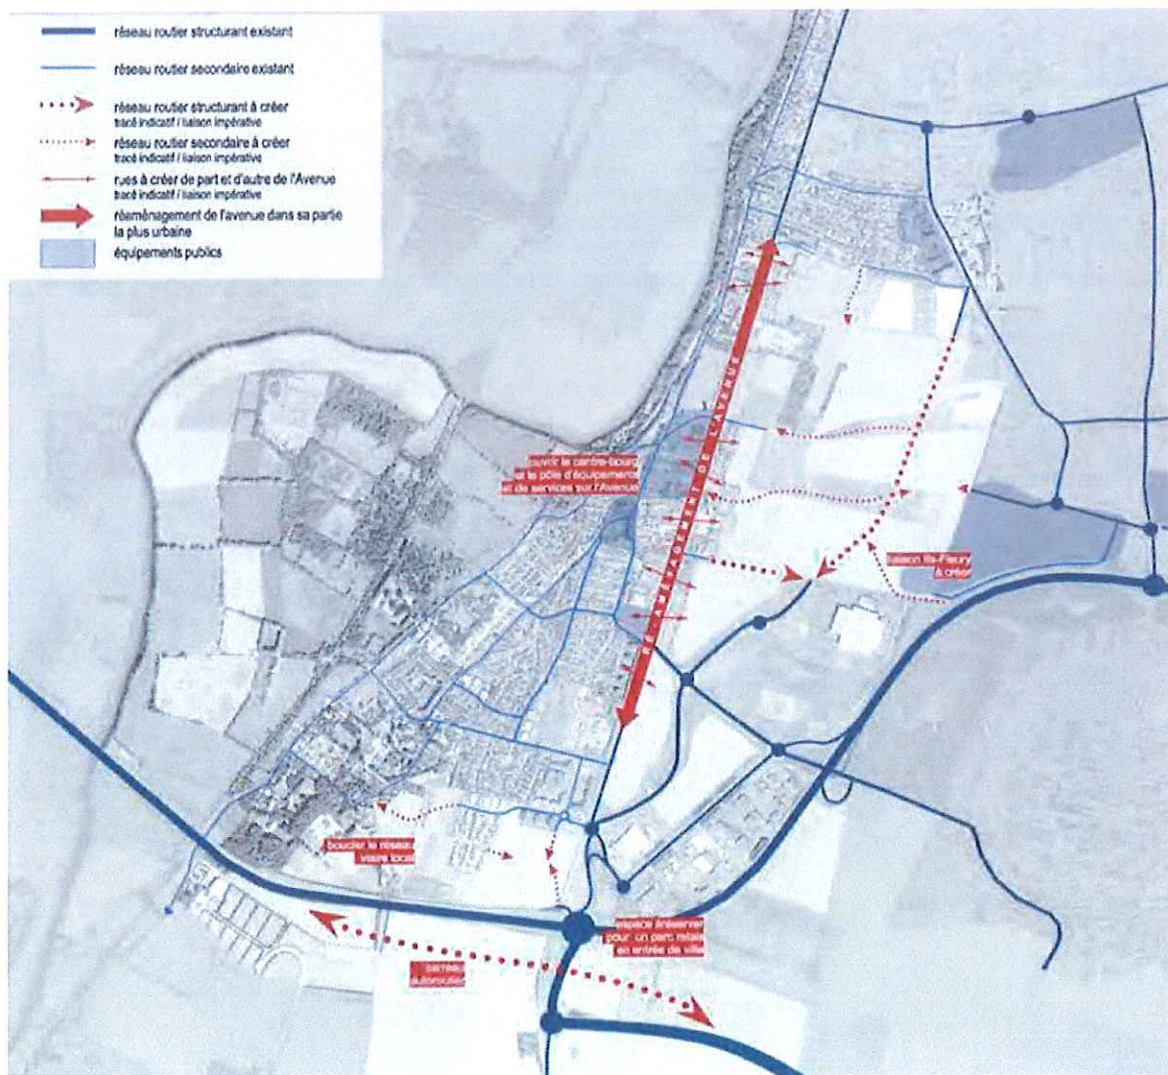 réseau routier structurant existant
réseau routier secondaire existant
réseau routier structurant à créer
tracé indicatif / liaison impérative
réseau routier secondaire à créer
tracé indicatif / liaison impérative
rues à créer de part et d'autre de l'Avenue
tracé indicatif / liaison impérative
réaménagement de l'avenue dans sa partie
la plus urbaine
équipements publics
RÉ-AMÉNAGEMENT DE L'AVENUE
ouvrir le centre-bourg
et le pôle d'équipements
et de services sur l'Avenue
liaison Ifs-Fleury
à créer
boucler le réseau
viaire local
espace à réserver
pour un parc relais
en entrée de ville
barreau
autoroutier